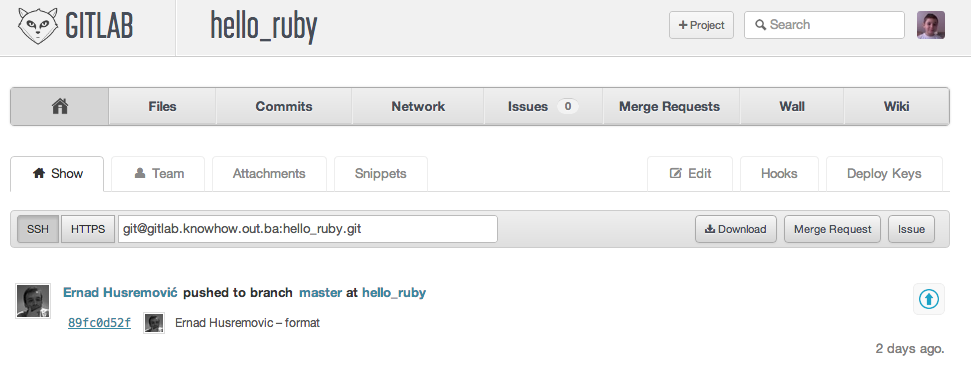 GITLAB hello_ruby + Project Search
Files Commits Network Issues 0 Merge Requests Wall Wiki
Show Team Attachments Snippets Edit Hooks Deploy Keys
SSH HTTPS git@gitlab.knowhow.out.ba:hello_ruby.git Download Merge Request Issue
Ernad Husremović pushed to branch master at hello_ruby
89fc0d52f Ernad Husremovic – format
2 days ago.